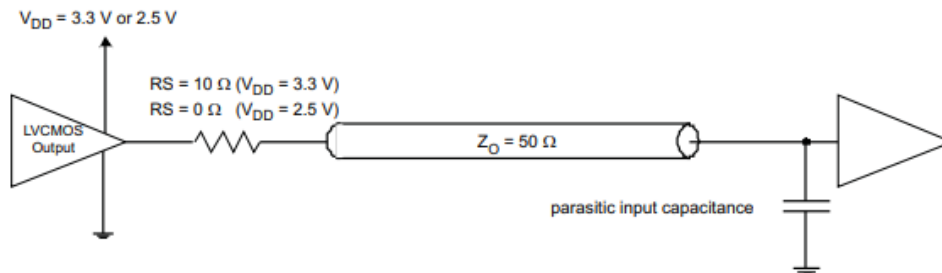 V_DD = 3.3 V or 2.5 V
RS = 10 Ω (V_DD = 3.3 V)
RS = 0 Ω (V_DD = 2.5 V)
LVCMOS
Output
Z_O = 50 Ω
parasitic input capacitance